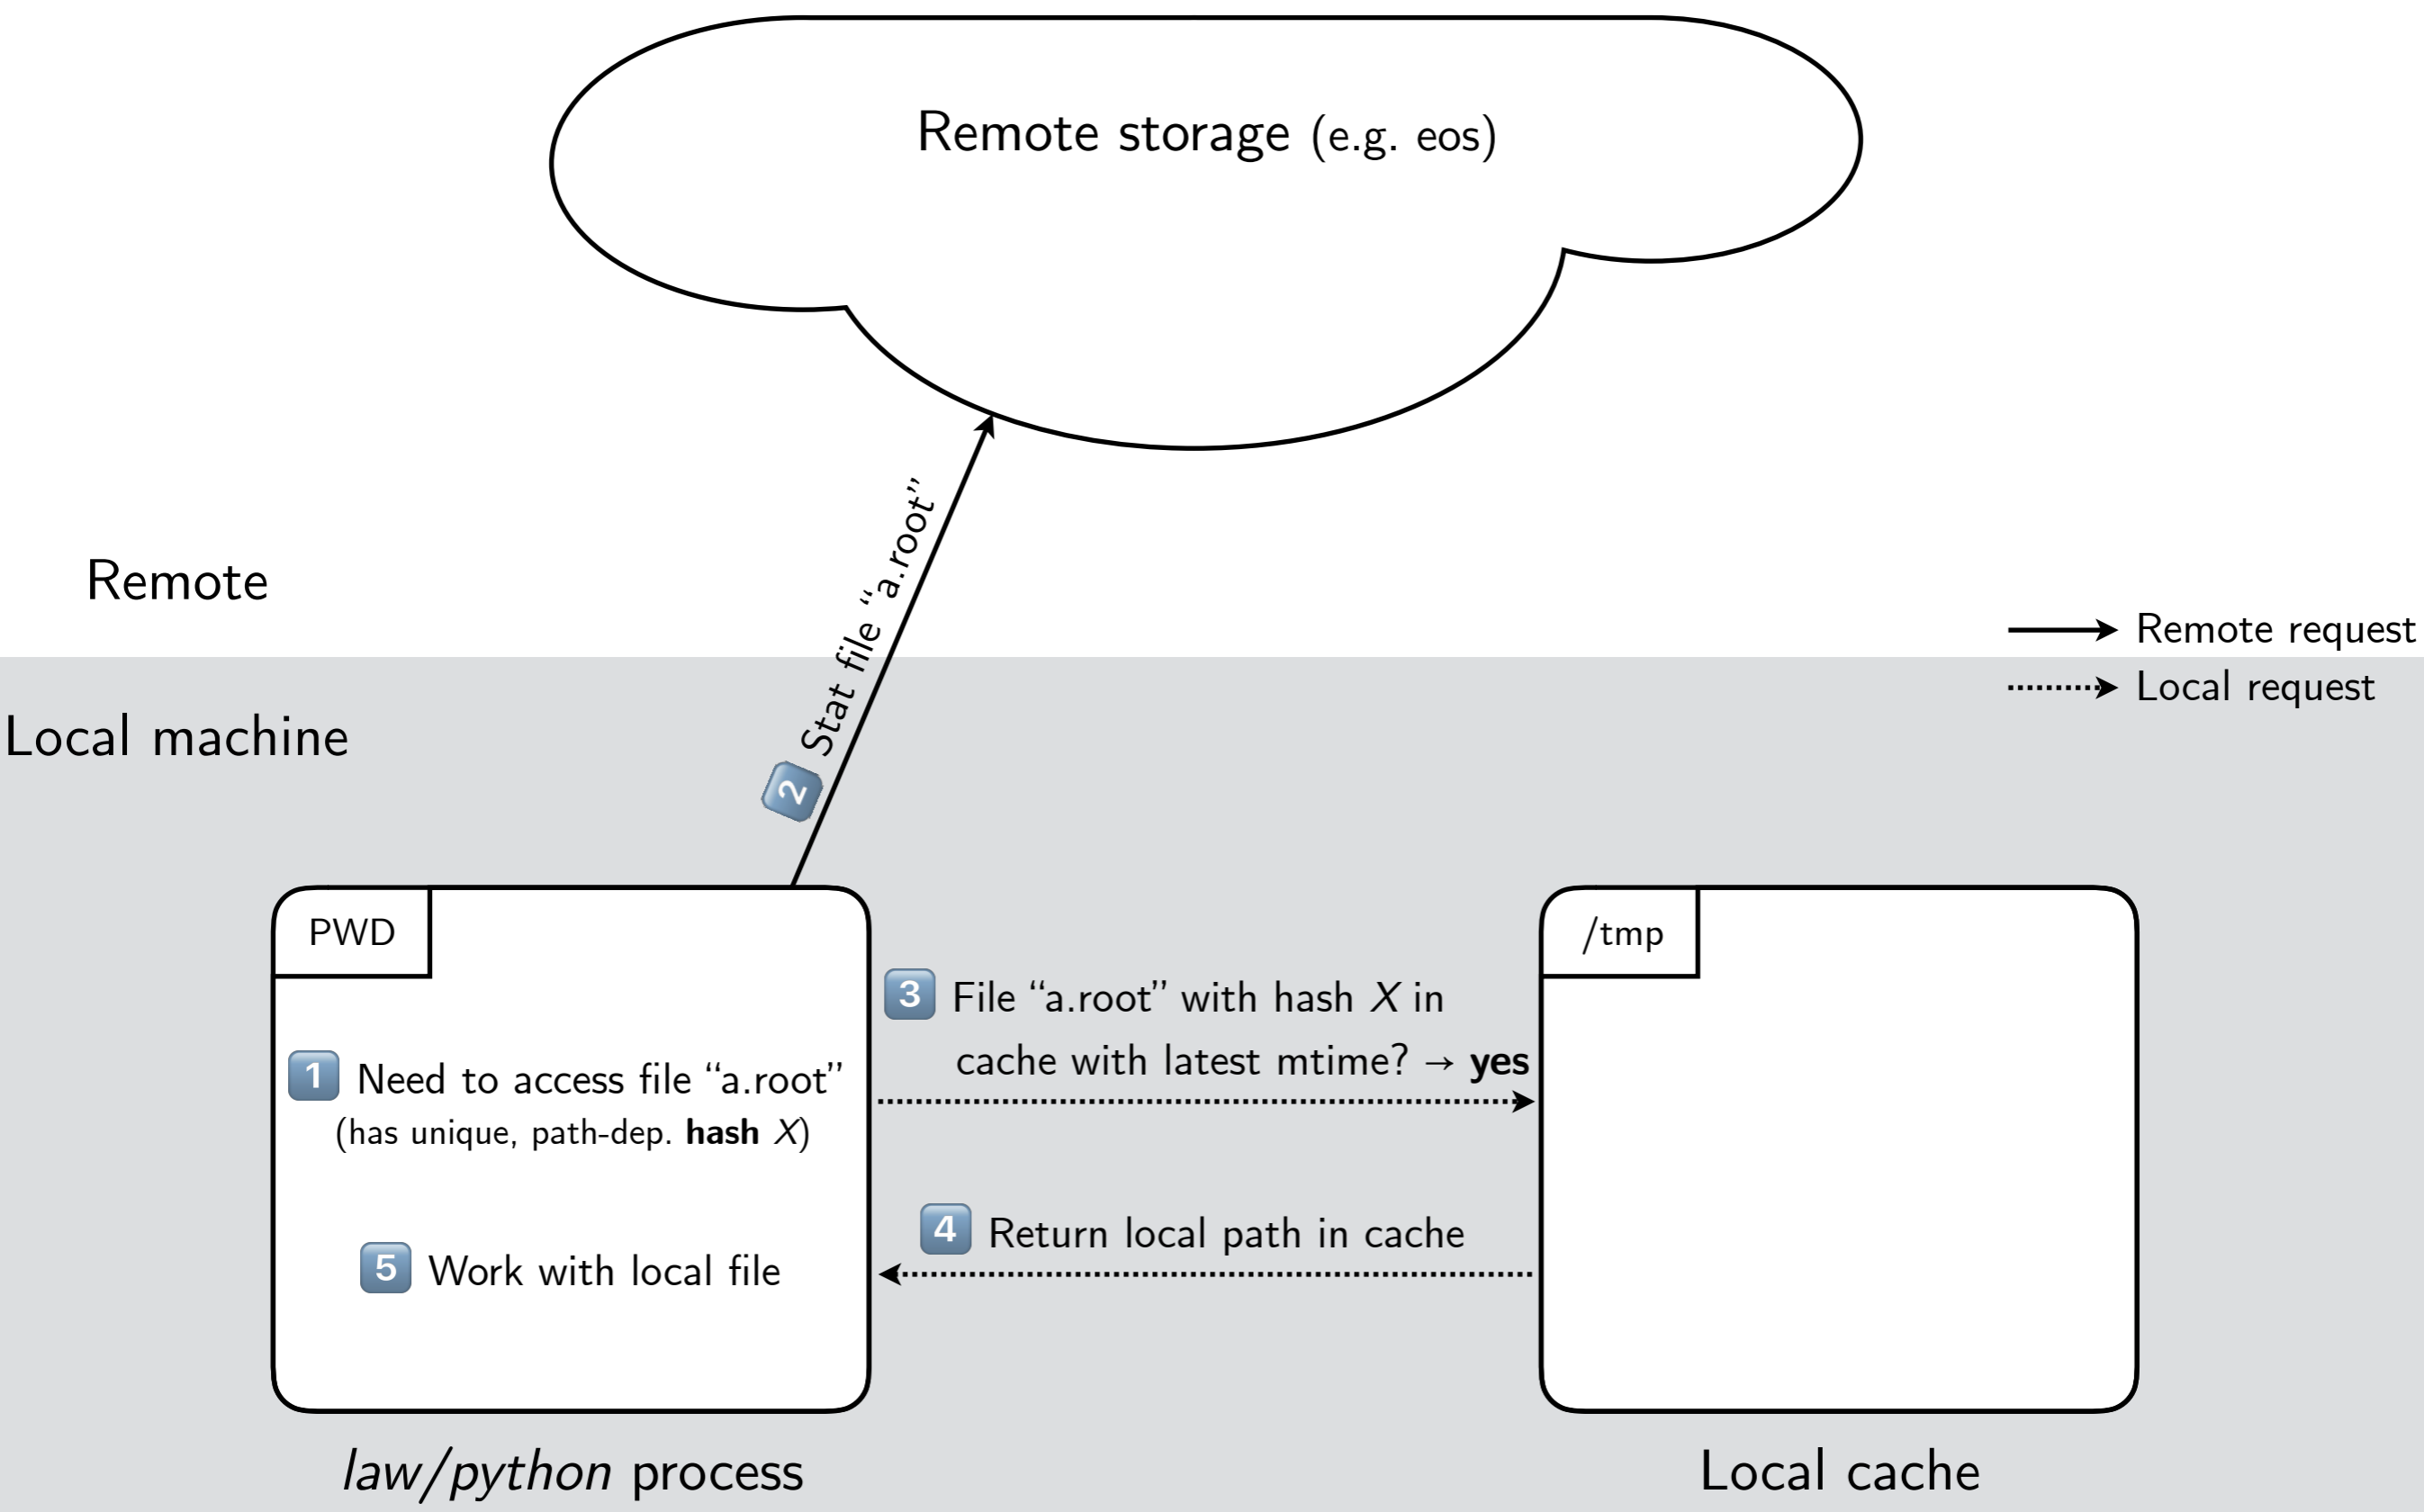 Remote storage (e.g. eos)
2 Stat file “a.root”
Remote
Remote request
Local request
Local machine
PWD
/tmp
3 File “a.root” with hash X in
cache with latest mtime? → yes
1 Need to access file “a.root”
(has unique, path-dep. hash X)
4 Return local path in cache
5 Work with local file
law/python process
Local cache